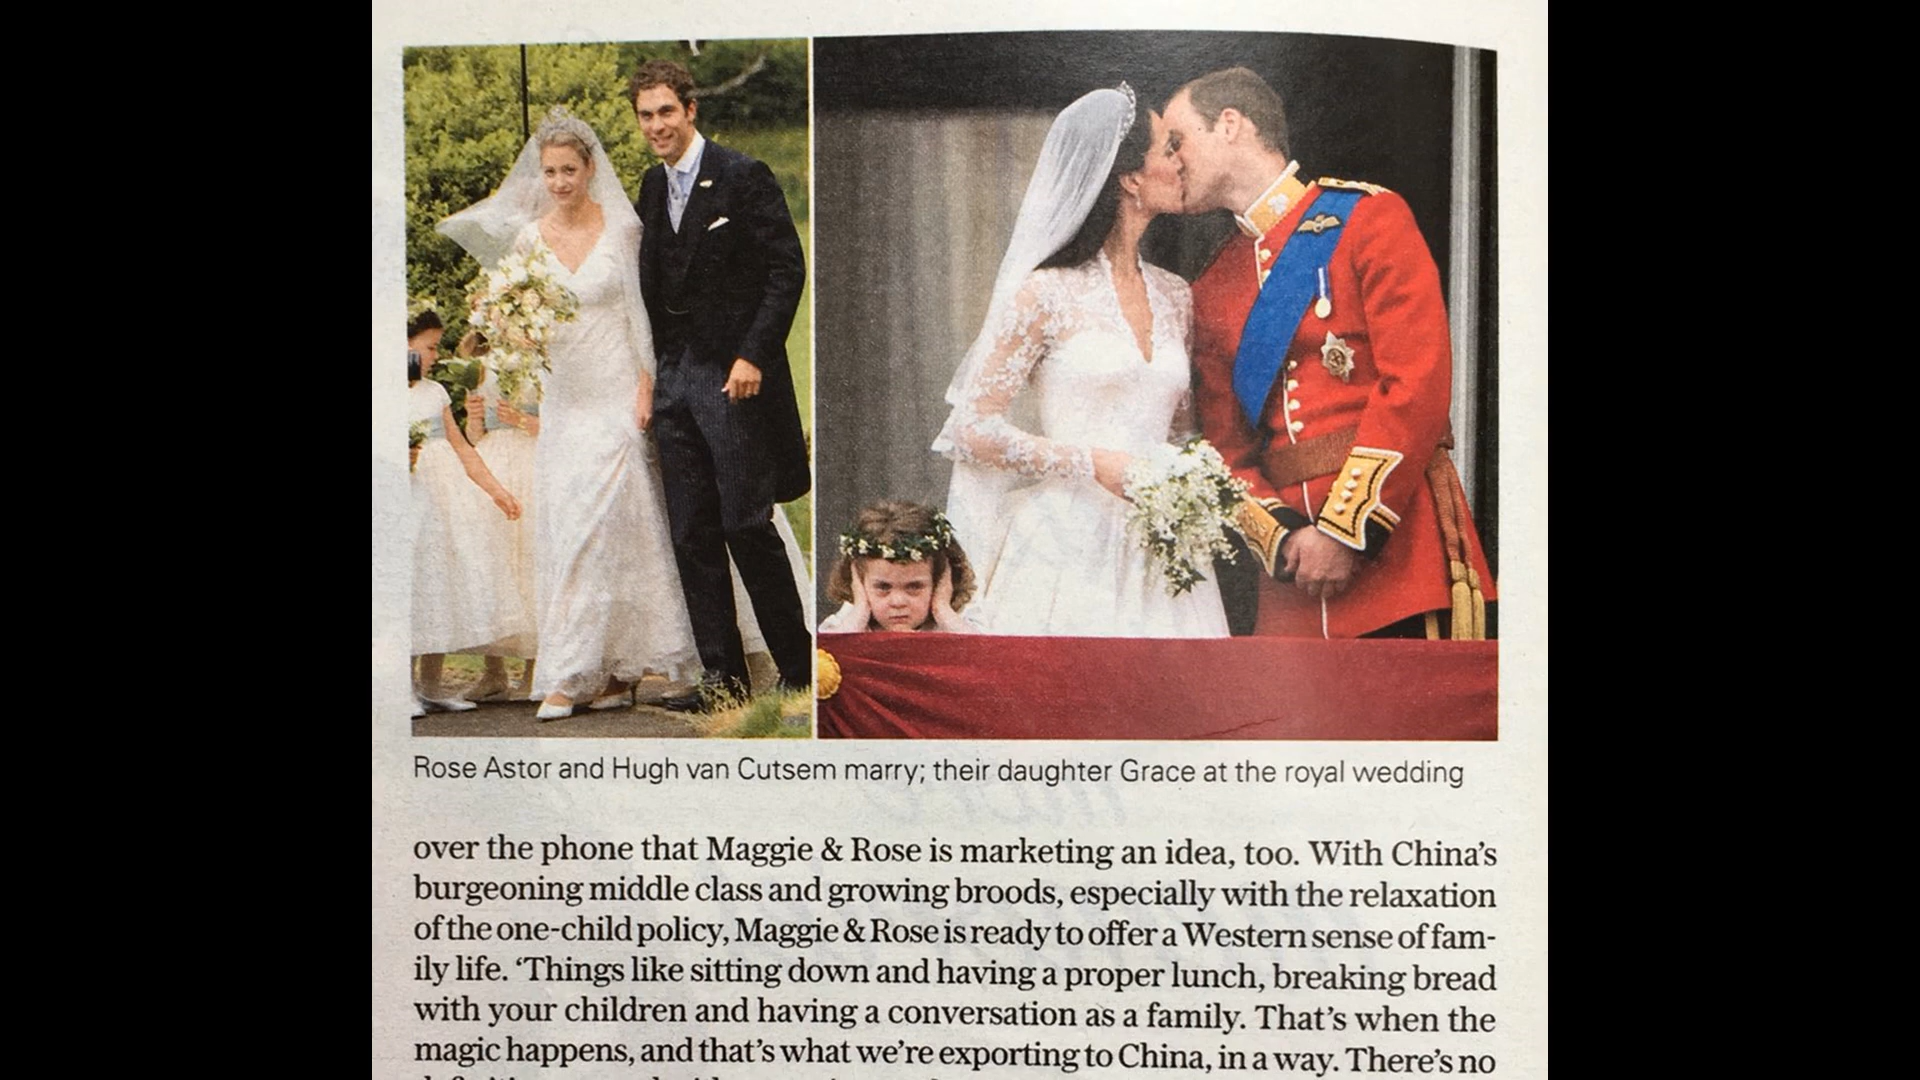 Rose Astor and Hugh van Cutsem marry; their daughter Grace at the royal wedding
over the phone that Maggie & Rose is marketing an idea, too. With China's
burgeoning middle class and growing broods, especially with the relaxation
of the one-child policy, Maggie & Rose is ready to offer a Western sense of fam-
ily life. ‘Things like sitting down and having a proper lunch, breaking bread
with your children and having a conversation as a family. That's when the
magic happens, and that's what we're exporting to China, in a way. There's no